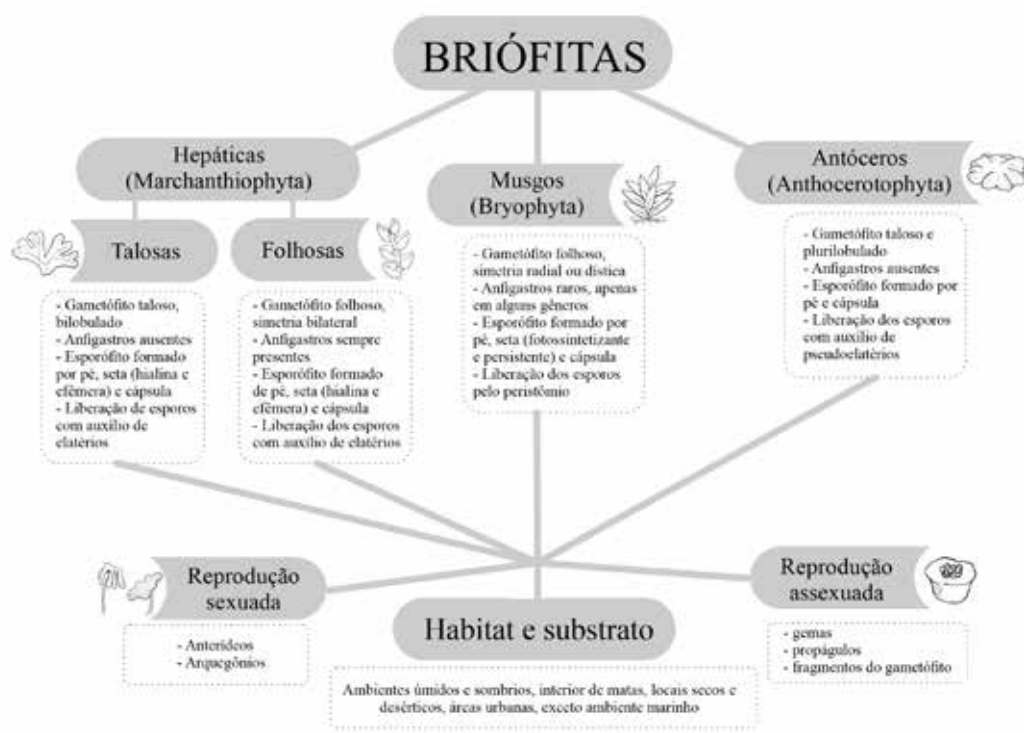 BRIÓFITAS
Hepáticas
(Marchanthiophyta)
Talosas
- Gametófito taloso,
bilobulado
- Anfigastros ausentes
- Esporófito formado
por pé, seta (hialina e
efêmera) e cápsula
- Liberação de esporos
com auxílio de
elatérios
Folhosas
- Gametófito folhoso,
simetria bilateral
- Anfigastros sempre
presentes
- Esporófito formado
de pé, seta (hialina e
efêmera) e cápsula
- Liberação dos esporos
com auxílio de elatérios
Musgos
(Bryophyta)
- Gametófito folhoso,
simetria radial ou dística
- Anfigastros raros, apenas
em alguns gêneros
- Esporófito formado por
pé, seta (fotossintetizante
e persistente) e cápsula
- Liberação dos esporos
pelo peristômio
Antóceros
(Anthocerotophyta)
- Gametófito taloso e
plurilobulado
- Anfigastros ausentes
- Esporófito formado por
pé e cápsula
- Liberação dos esporos
com auxílio de
pseudoelatérios
Reprodução
sexuada
- Anterídeos
- Arquegônios
Habitat e substrato
Ambientes úmidos e sombrios, interior de matas, locais secos e
desérticos, áreas urbanas, exceto ambiente marinho
Reprodução
assexuada
- gemas
- propágulos
- fragmentos do gametófito